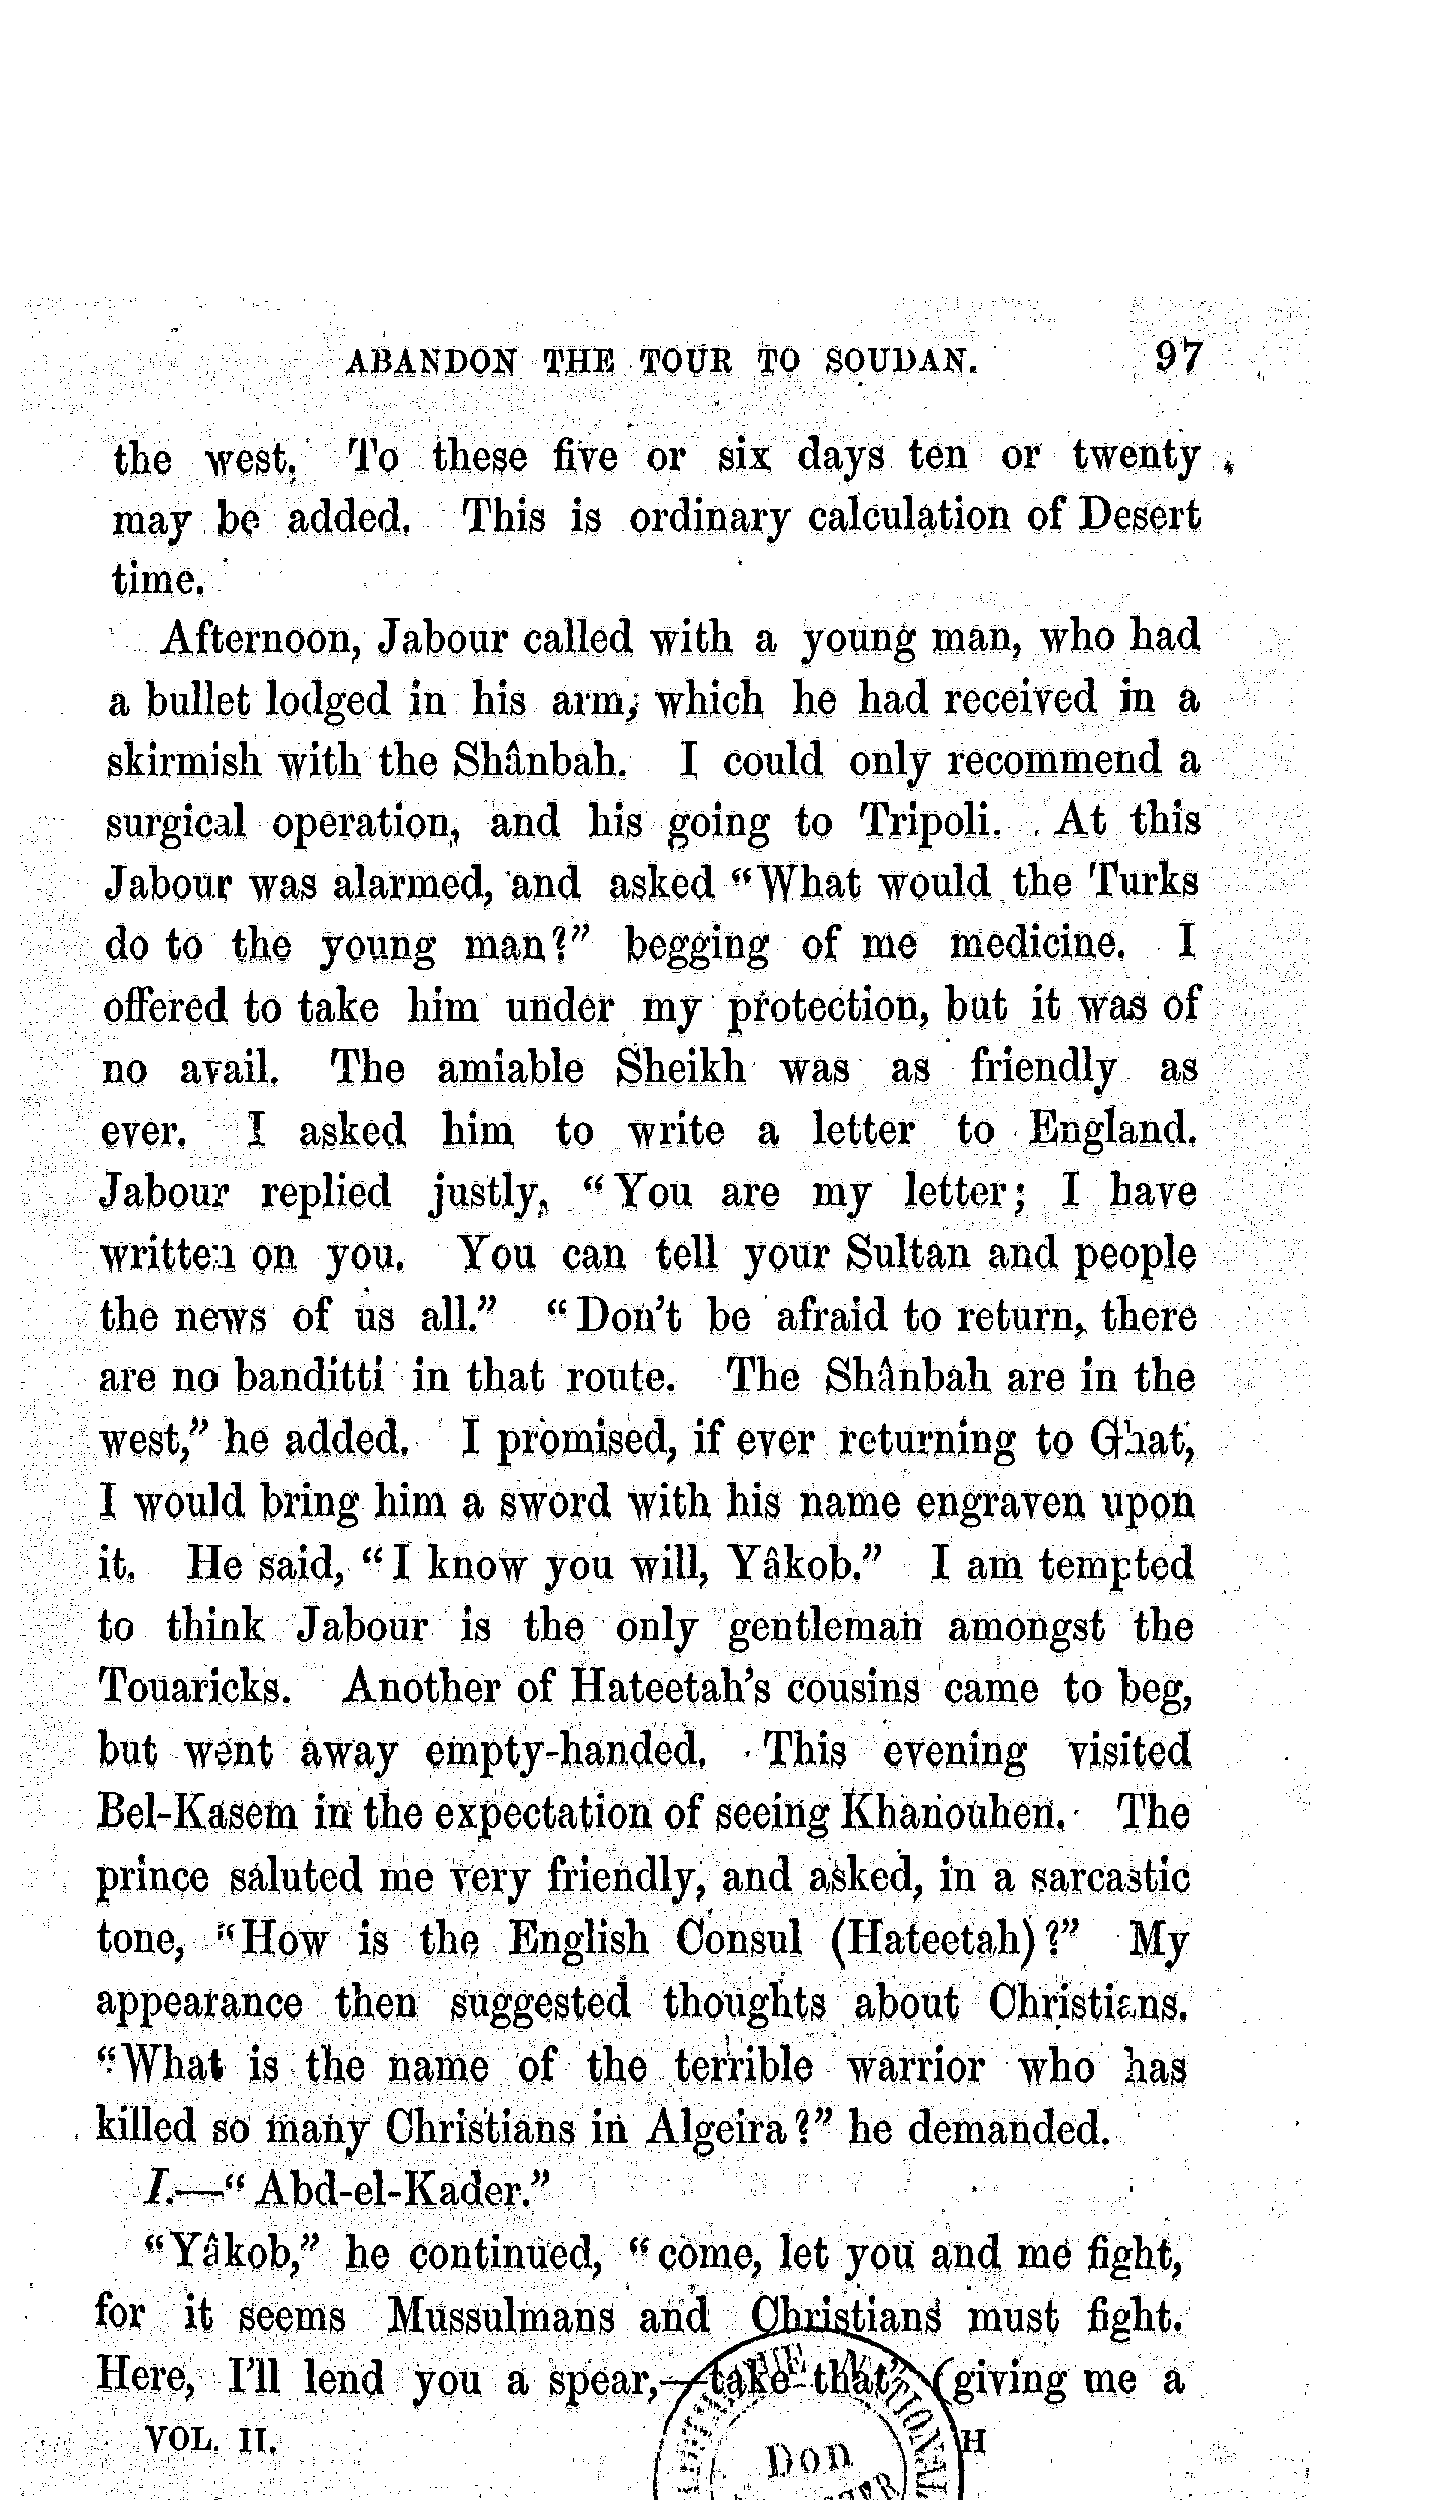 ABANDON THE TOUR TO SOUDAN. 97
the west. To these five or six days ten or twenty
may be added. This is ordinary calculation of Desert
time.
Afternoon, Jabour called with a young man, who had
a bullet lodged in his arm, which he had received in a
skirmish with the Shânbah. I could only recommend a
surgical operation, and his going to Tripoli. At this
Jabour was alarmed, and asked “What would the Turks
do to the young man?” begging of me medicine. I
offered to take him under my protection, but it was of
no avail. The amiable Sheikh was as friendly as
ever. I asked him to write a letter to England.
Jabour replied justly, “You are my letter; I have
written on you. You can tell your Sultan and people
the news of us all.” “Don’t be afraid to return, there
are no banditti in that route. The Shânbah are in the
west,” he added. I promised, if ever returning to Ghat,
I would bring him a sword with his name engraven upon
it. He said, “I know you will, Yâkob.” I am tempted
to think Jabour is the only gentleman amongst the
Touaricks. Another of Hateetah’s cousins came to beg,
but went away empty-handed. This evening visited
Bel-Kasem in the expectation of seeing Khanouhen. The
prince saluted me very friendly, and asked, in a sarcastic
tone, “How is the English Consul (Hateetah)?” My
appearance then suggested thoughts about Christians.
“What is the name of the terrible warrior who has
killed so many Christians in Algeira?” he demanded.
I.—“Abd-el-Kader.”
“Yâkob,” he continued, “come, let you and me fight,
for it seems Mussulmans and Christians must fight.
Here, I’ll lend you a spear,—take that” (giving me a
VOL. II. H
Don